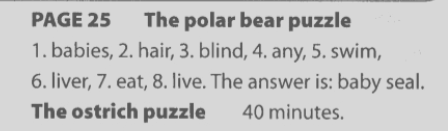 PAGE 25 The polar bear puzzle
1. babies, 2. hair, 3. blind, 4. any, 5. swim,
6. liver, 7. eat, 8. live. The answer is: baby seal.
The ostrich puzzle 40 minutes.